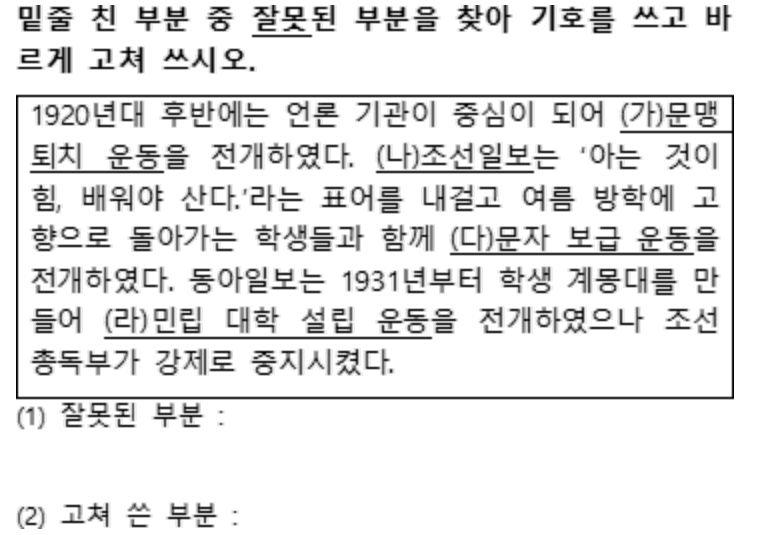 밑줄 친 부분 중 잘못된 부분을 찾아 기호를 쓰고 바
르게 고쳐 쓰시오.
1920년대 후반에는 언론 기관이 중심이 되어 (가)문맹
퇴치 운동을 전개하였다. (나)조선일보는 ‘아는 것이
힘, 배워야 산다.’라는 표어를 내걸고 여름 방학에 고
향으로 돌아가는 학생들과 함께 (다)문자 보급 운동을
전개하였다. 동아일보는 1931년부터 학생 계몽대를 만
들어 (라)민립 대학 설립 운동을 전개하였으나 조선
총독부가 강제로 중지시켰다.
(1) 잘못된 부분 :
(2) 고쳐 쓴 부분 :